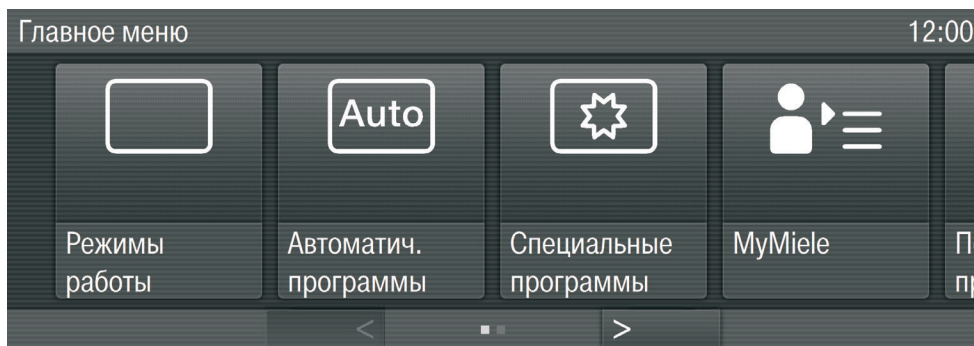 Главное меню 12:00
Auto
Режимы
работы
Автоматич.
программы
Специальные
программы
MyMiele
< >